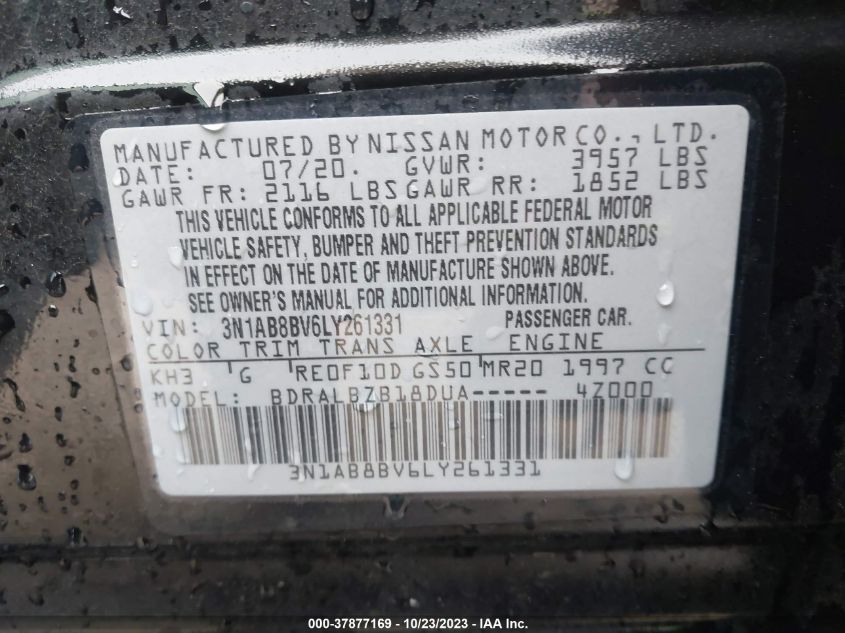 MANUFACTURED BY NISSAN MOTOR CO., LTD.
DATE: 07/20. GVWR: 3957 LBS
GAWR FR: 2116 LBS GAWR RR: 1852 LBS
THIS VEHICLE CONFORMS TO ALL APPLICABLE FEDERAL MOTOR
VEHICLE SAFETY, BUMPER AND THEFT PREVENTION STANDARDS
IN EFFECT ON THE DATE OF MANUFACTURE SHOWN ABOVE.
SEE OWNER'S MANUAL FOR ADDITIONAL INFORMATION.
VIN: 3N1AB8BV6LY261331 PASSENGER CAR.
COLOR TRIM TRANS AXLE ENGINE
KH3 G RE0F10D GS50 MR20 1997 CC
MODEL: BDRALBZB18DUA----- 4Z000
3N1AB8BV6LY261331
000-37877169 - 10/23/2023 - IAA Inc.